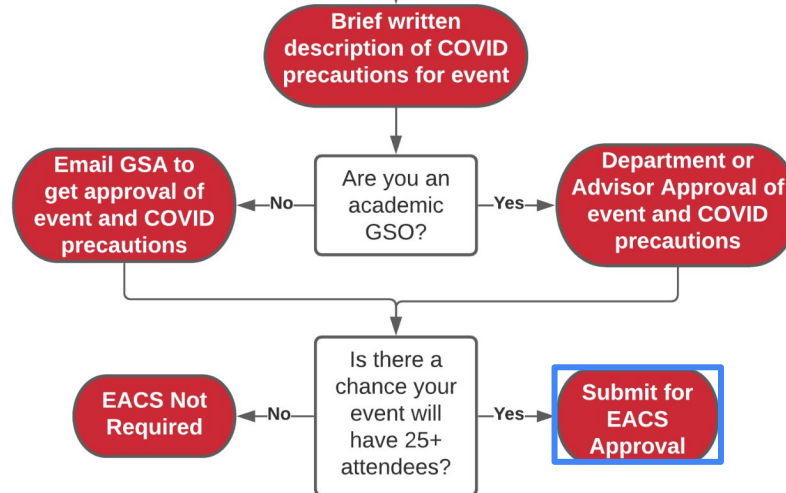 Brief written
description of COVID
precautions for event
Email GSA to
get approval of
event and COVID
precautions
No
Are you an
academic
GSO?
Yes
Department or
Advisor Approval of
event and COVID
precautions
EACS Not
Required
No
Is there a
chance your
event will
have 25+
attendees?
Yes
Submit for
EACS
Approval